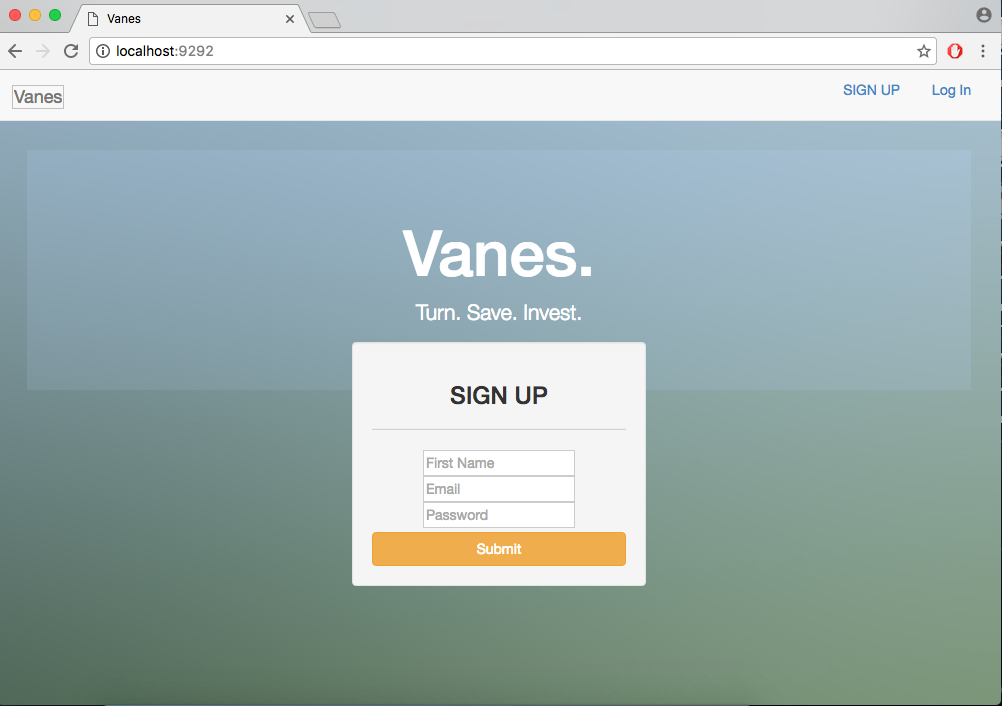 Vanes
localhost:9292
Vanes
SIGN UP
Log In
Vanes.
Turn. Save. Invest.
SIGN UP
First Name
Email
Password
Submit